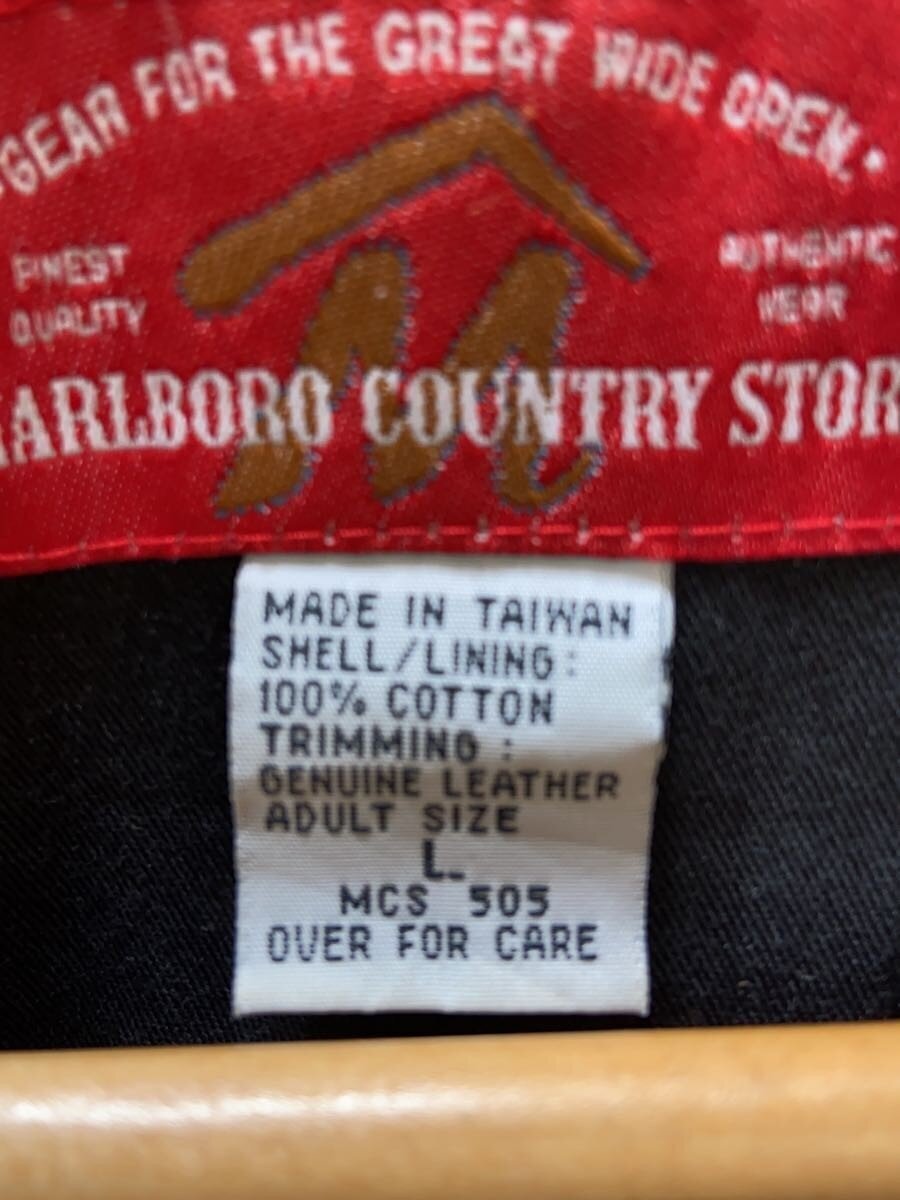 • GEAR FOR THE GREAT WIDE OPEN. •
FINEST
QUALITY
AUTHENTIC
WEAR
M
MARLBORO COUNTRY STORE
MADE IN TAIWAN
SHELL/LINING:
100% COTTON
TRIMMING:
GENUINE LEATHER
ADULT SIZE
L
MCS 505
OVER FOR CARE